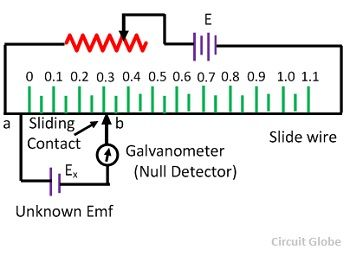 E
0 0.1 0.2 0.3 0.4 0.5 0.6 0.7 0.8 0.9 1.0 1.1
a Sliding b Slide wire
Contact
Galvanometer
(Null Detector)
Ex
Unknown Emf
Circuit Globe